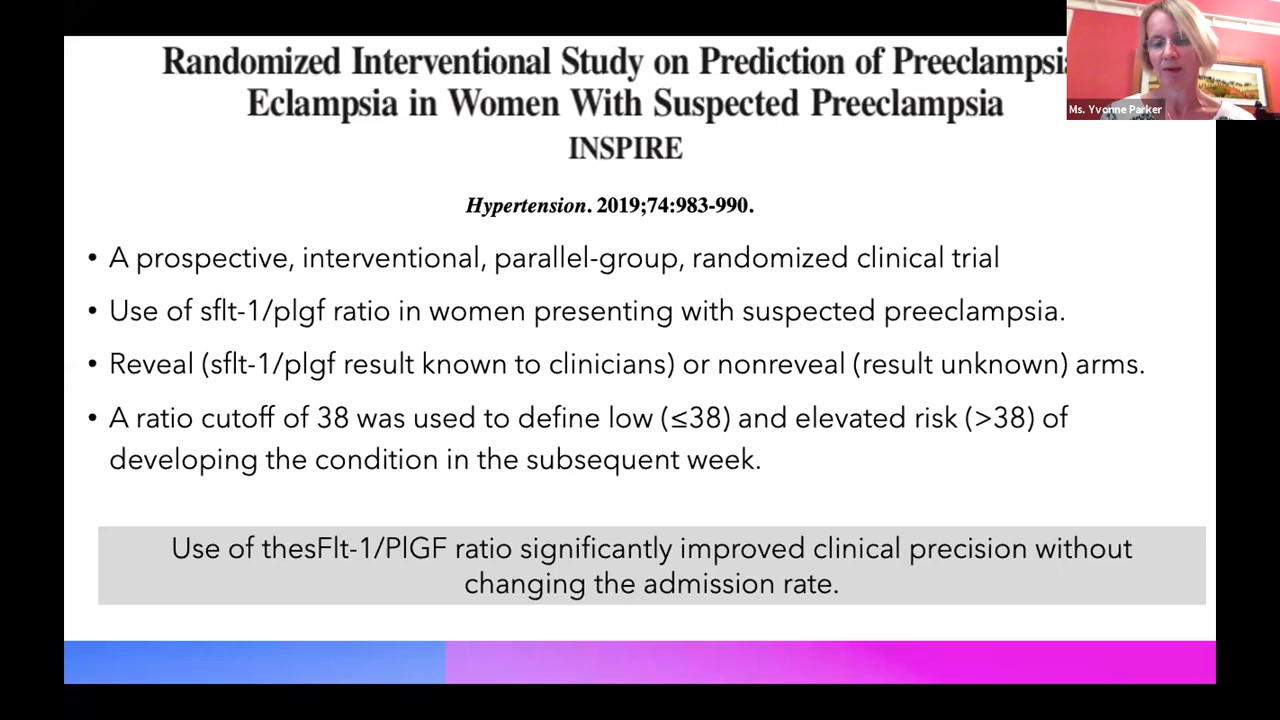 Randomized Interventional Study on Prediction of Preeclampsia
Eclampsia in Women With Suspected Preeclampsia
INSPIRE
Hypertension. 2019;74:983-990.
• A prospective, interventional, parallel-group, randomized clinical trial
• Use of sflt-1/plgf ratio in women presenting with suspected preeclampsia.
• Reveal (sflt-1/plgf result known to clinicians) or nonreveal (result unknown) arms.
• A ratio cutoff of 38 was used to define low (≤38) and elevated risk (>38) of
developing the condition in the subsequent week.
Use of thesFlt-1/PlGF ratio significantly improved clinical precision without
changing the admission rate.
Ms. Yvonne Parker